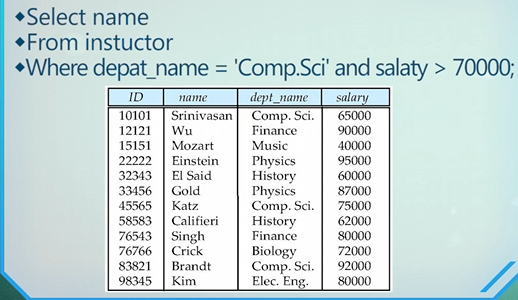 ◆Select name
◆From instuctor
◆Where depat_name = 'Comp.Sci' and salaty > 70000;
ID name dept_name salary
10101 Srinivasan Comp. Sci. 65000
12121 Wu Finance 90000
15151 Mozart Music 40000
22222 Einstein Physics 95000
32343 El Said History 60000
33456 Gold Physics 87000
45565 Katz Comp. Sci. 75000
58583 Califieri History 62000
76543 Singh Finance 80000
76766 Crick Biology 72000
83821 Brandt Comp. Sci. 92000
98345 Kim Elec. Eng. 80000